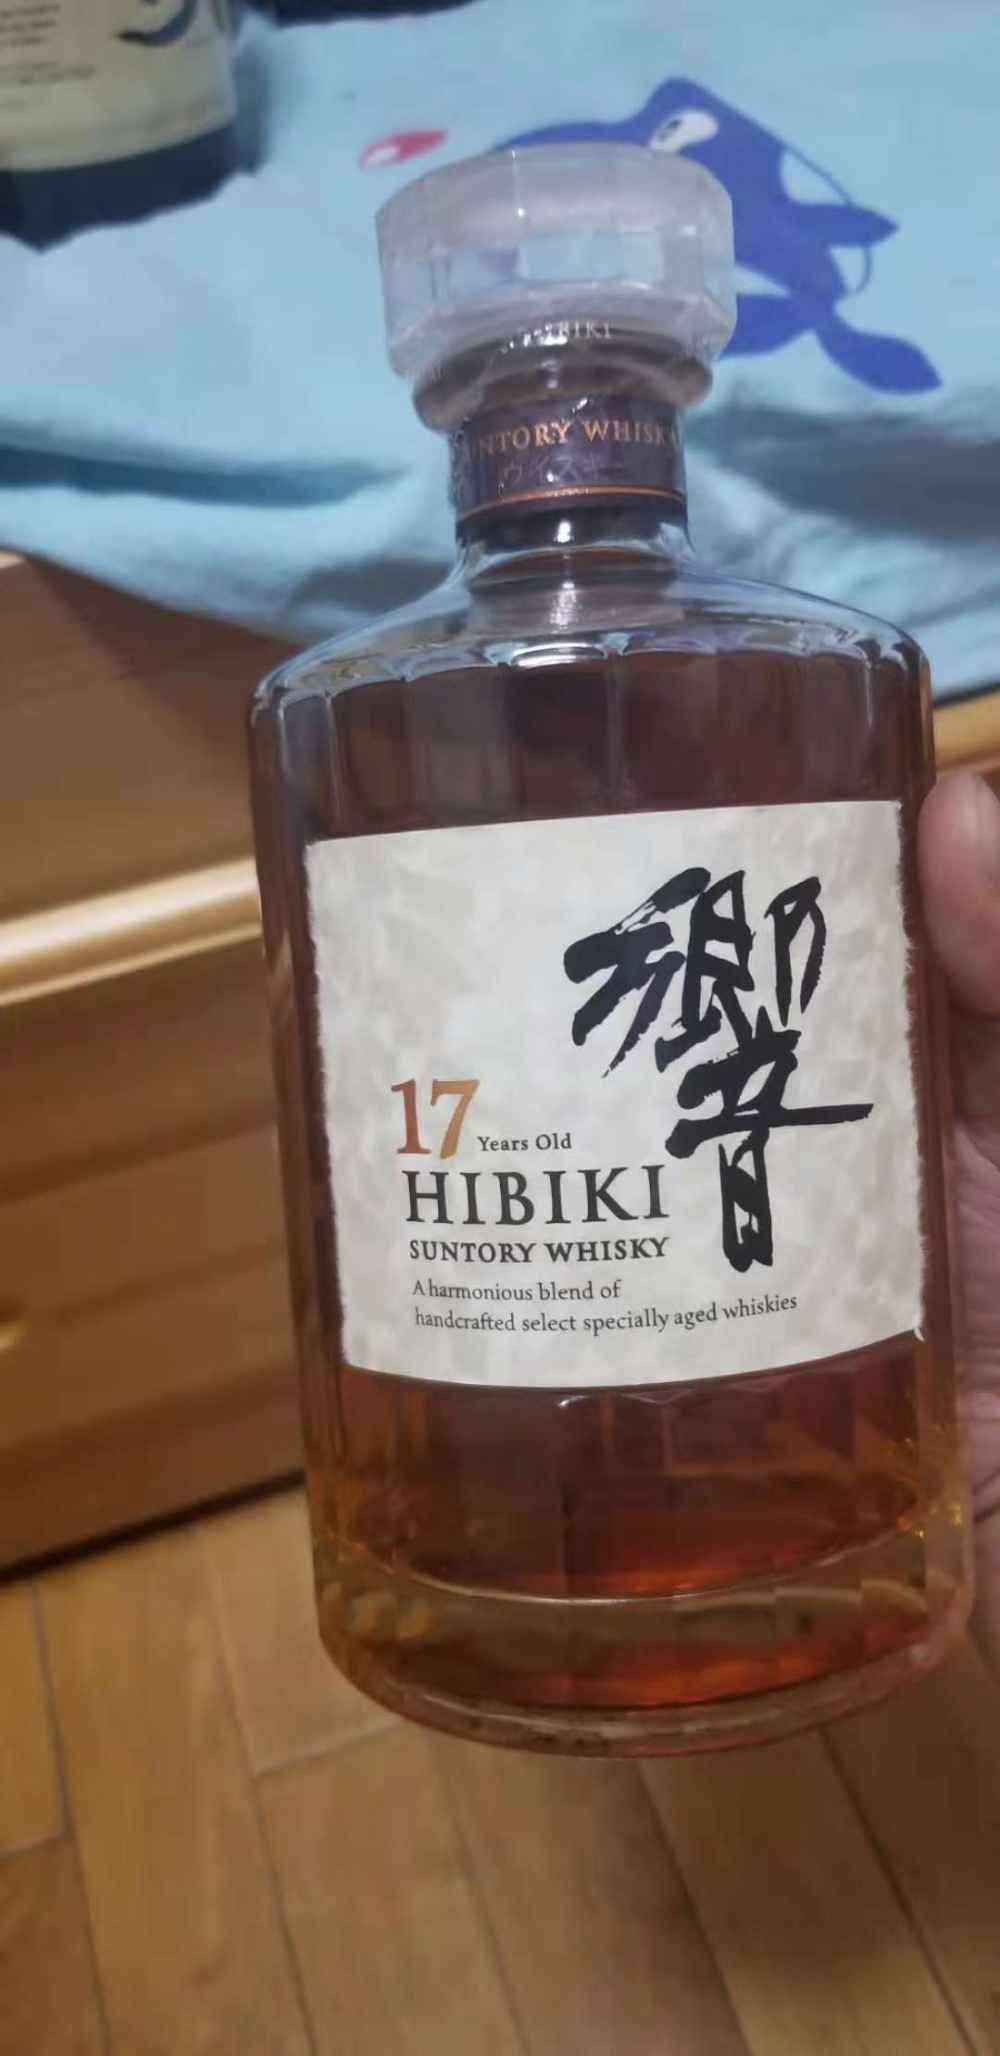 HIBIKI
SUNTORY WHISKY
ウイスキー
響
17 Years Old
HIBIKI
SUNTORY WHISKY
A harmonious blend of
handcrafted select specially aged whiskies